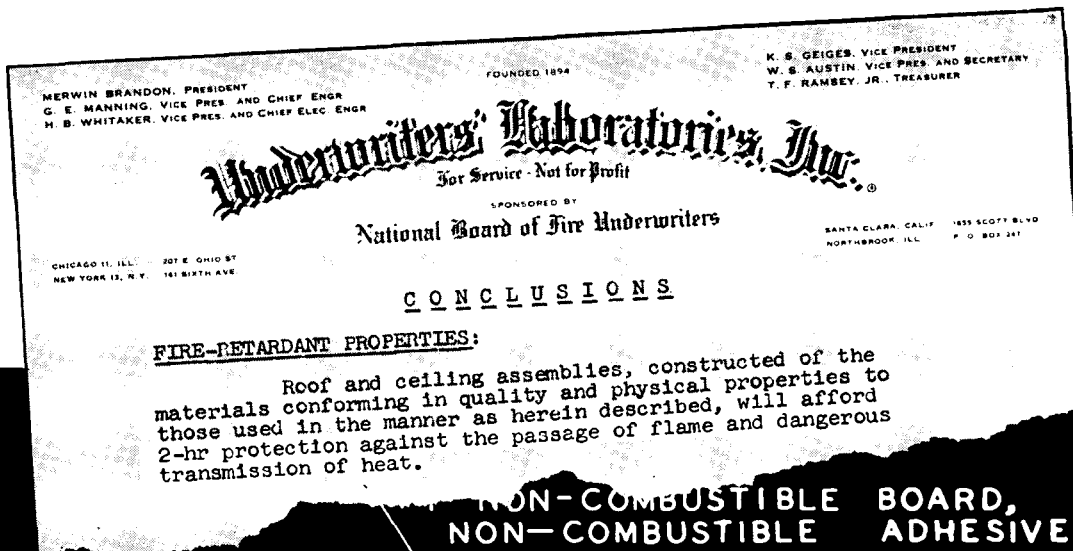 FOUNDED 1894
MERWIN BRANDON, PRESIDENT
G. E. MANNING, VICE PRES. AND CHIEF ENGR
H. B. WHITAKER, VICE PRES. AND CHIEF ELEC. ENGR
K. S. GEIGES, VICE PRESIDENT
W. S. AUSTIN, VICE PRES. AND SECRETARY
T. F. RAMSEY, JR., TREASURER
Underwriters' Laboratories, Inc.®
For Service - Not for Profit
SPONSORED BY
National Board of Fire Underwriters
CHICAGO 11, ILL. 207 E. OHIO ST
NEW YORK 13, N.Y. 161 SIXTH AVE.
SANTA CLARA, CALIF 1655 SCOTT BLVD
NORTHBROOK, ILL P. O. BOX 247
CONCLUSIONS
FIRE-RETARDANT PROPERTIES:
Roof and ceiling assemblies, constructed of the
materials conforming in quality and physical properties to
those used in the manner as herein described, will afford
2-hr protection against the passage of flame and dangerous
transmission of heat.
NON-COMBUSTIBLE BOARD,
NON-COMBUSTIBLE ADHESIVE